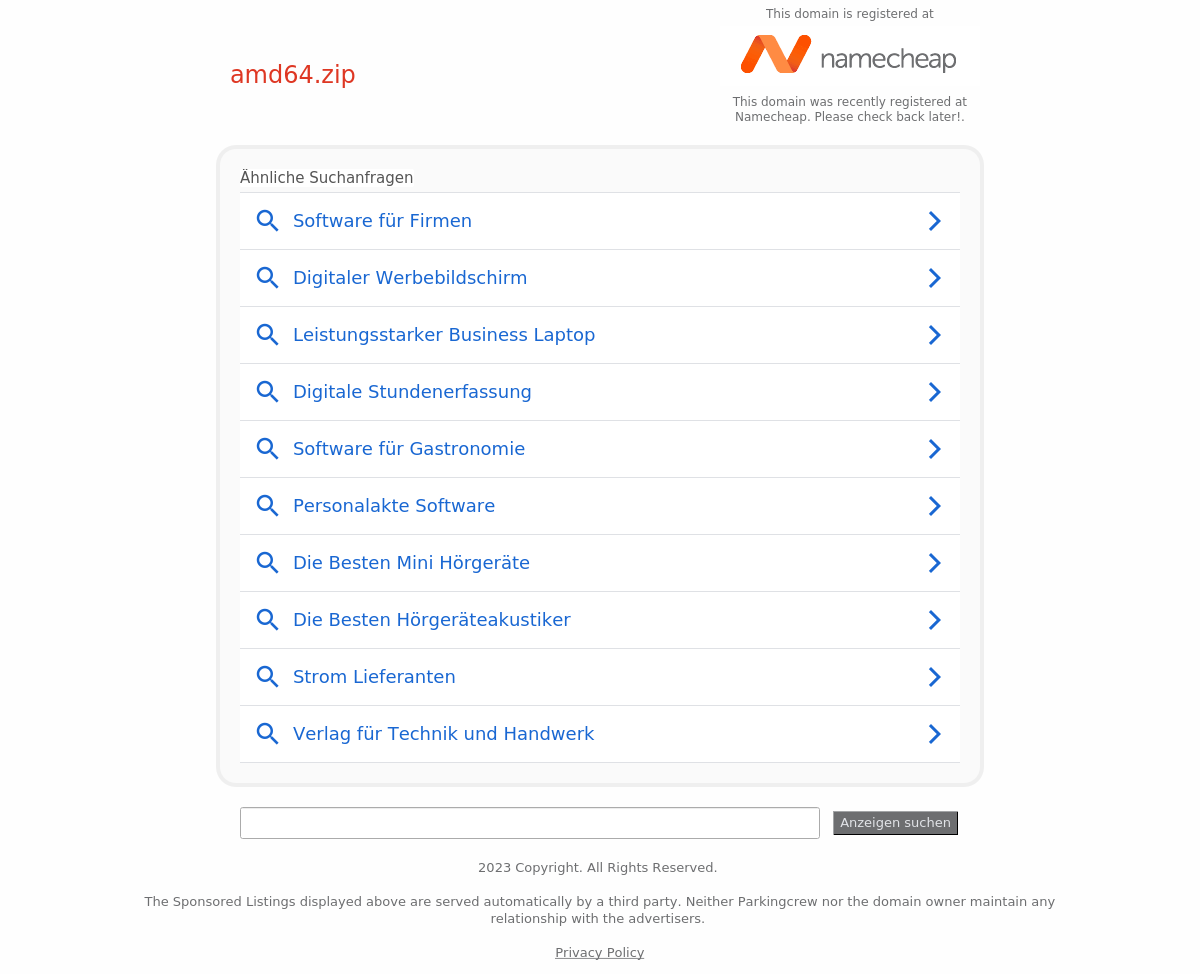 This domain is registered at
namecheap
amd64.zip
This domain was recently registered at
Namecheap. Please check back later!.
Ähnliche Suchanfragen
Software für Firmen
Digitaler Werbebildschirm
Leistungsstarker Business Laptop
Digitale Stundenerfassung
Software für Gastronomie
Personalakte Software
Die Besten Mini Hörgeräte
Die Besten Hörgeräteakustiker
Strom Lieferanten
Verlag für Technik und Handwerk
Anzeigen suchen
2023 Copyright. All Rights Reserved.
The Sponsored Listings displayed above are served automatically by a third party. Neither Parkingcrew nor the domain owner maintain any
relationship with the advertisers.
Privacy Policy